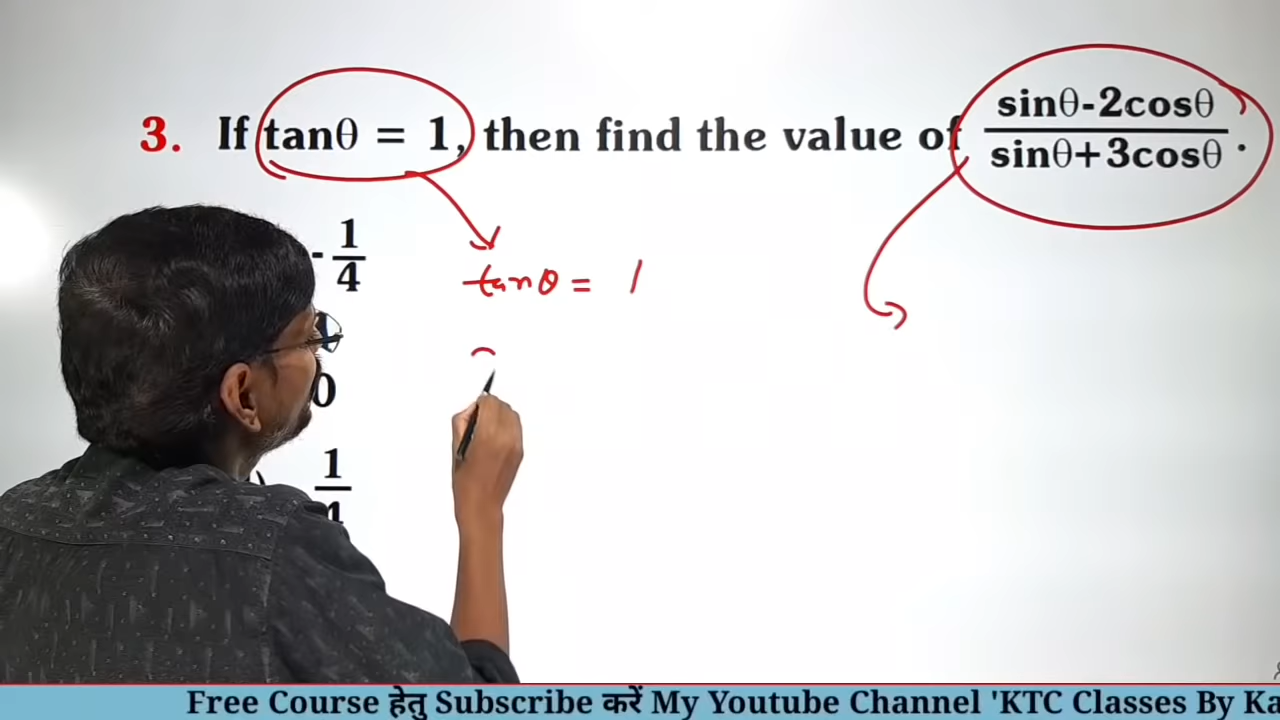 3. If tanθ = 1, then find the value of sinθ-2cosθ / sinθ+3cosθ .
- 1/4
tanθ = 1
0
1
Free Course हेतु Subscribe करें My Youtube Channel 'KTC Classes By Ka